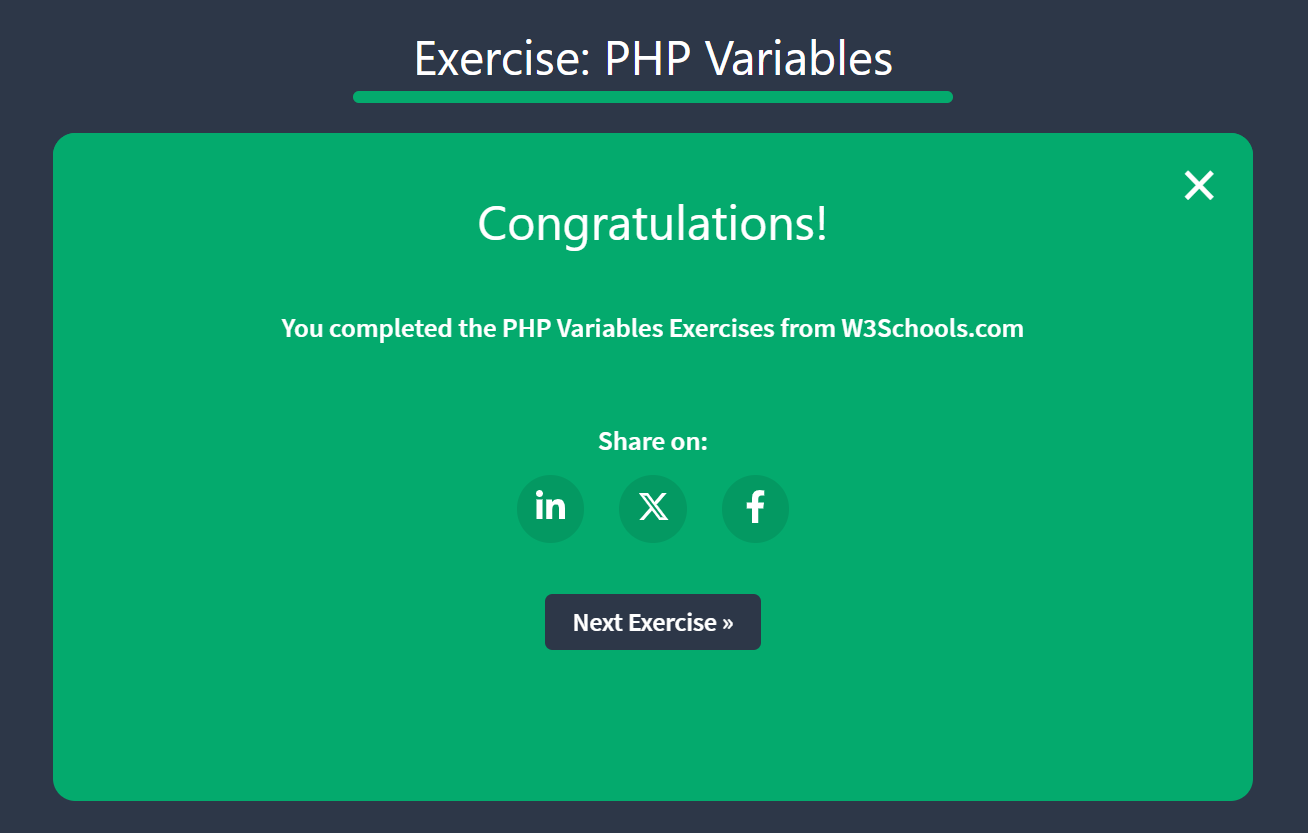 Exercise: PHP Variables
Congratulations!
You completed the PHP Variables Exercises from W3Schools.com
Share on:
in X f
Next Exercise »